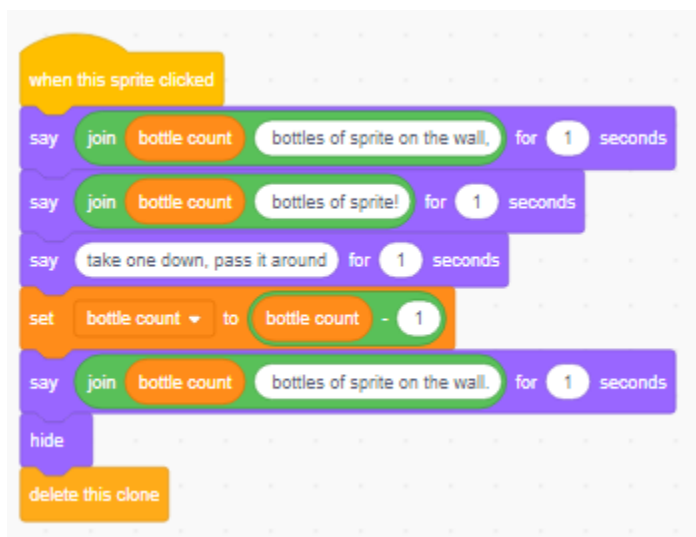 when this sprite clicked
say join bottle count bottles of sprite on the wall, for 1 seconds
say join bottle count bottles of sprite! for 1 seconds
say take one down, pass it around for 1 seconds
set bottle count to bottle count - 1
say join bottle count bottles of sprite on the wall. for 1 seconds
hide
delete this clone